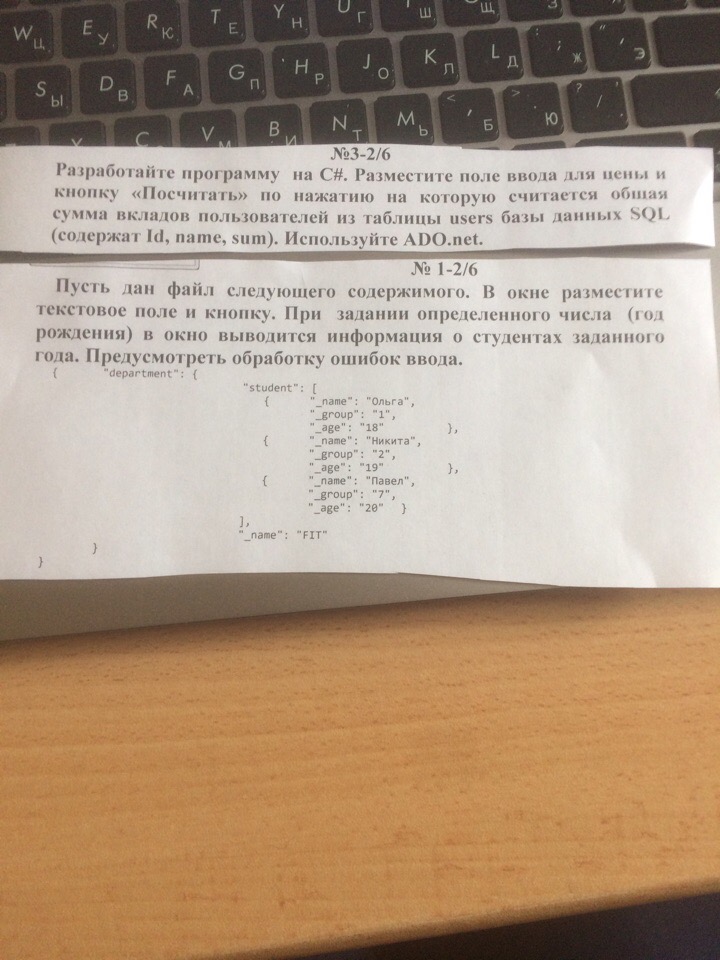 W Ц E У R К T Е Y Н U Г Ш Щ З
S Ы D В F А G П H Р J О K Л L Д : ; Ж " ' Э
C V М B И N Т M Ь < , Б > . Ю ? /
№3-2/6
Разработайте программу на C#. Разместите поле ввода для цены и
кнопку «Посчитать» по нажатию на которую считается общая
сумма вкладов пользователей из таблицы users базы данных SQL
(содержат Id, name, sum). Используйте ADO.net.
№ 1-2/6
Пусть дан файл следующего содержимого. В окне разместите
текстовое поле и кнопку. При задании определенного числа (год
рождения) в окно выводится информация о студентах заданного
года. Предусмотреть обработку ошибок ввода.
{ "department": {
"student": [
{ "_name": "Ольга",
"_group": "1",
"_age": "18" },
{ "_name": "Никита",
"_group": "2",
"_age": "19" },
{ "_name": "Павел",
"_group": "7",
"_age": "20" }
],
"_name": "FIT"
}
}